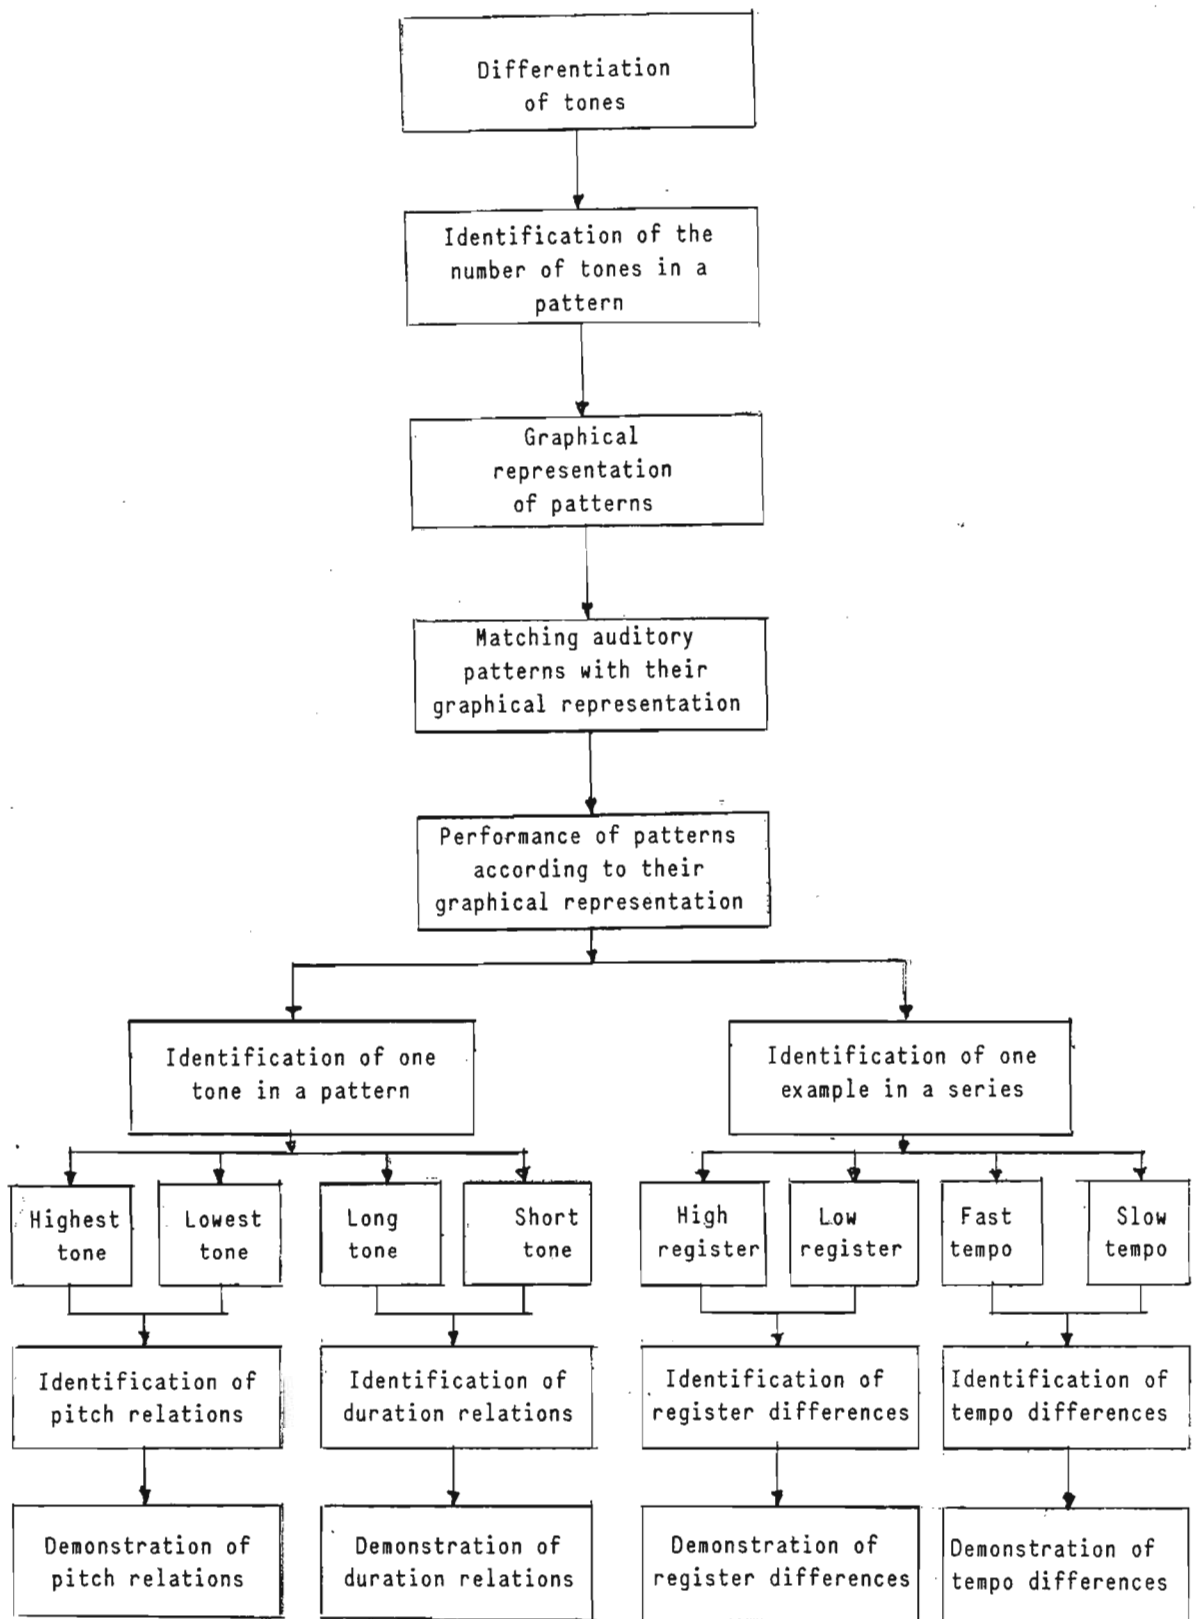 Differentiation
of tones
Identification of the
number of tones in a
pattern
Graphical
representation
of patterns
Matching auditory
patterns with their
graphical representation
Performance of patterns
according to their
graphical representation
Identification of one
tone in a pattern
Identification of one
example in a series
Highest
tone
Lowest
tone
Long
tone
Short
tone
High
register
Low
register
Fast
tempo
Slow
tempo
Identification of
pitch relations
Identification of
duration relations
Identification of
register differences
Identification of
tempo differences
Demonstration of
pitch relations
Demonstration of
duration relations
Demonstration of
register differences
Demonstration of
tempo differences